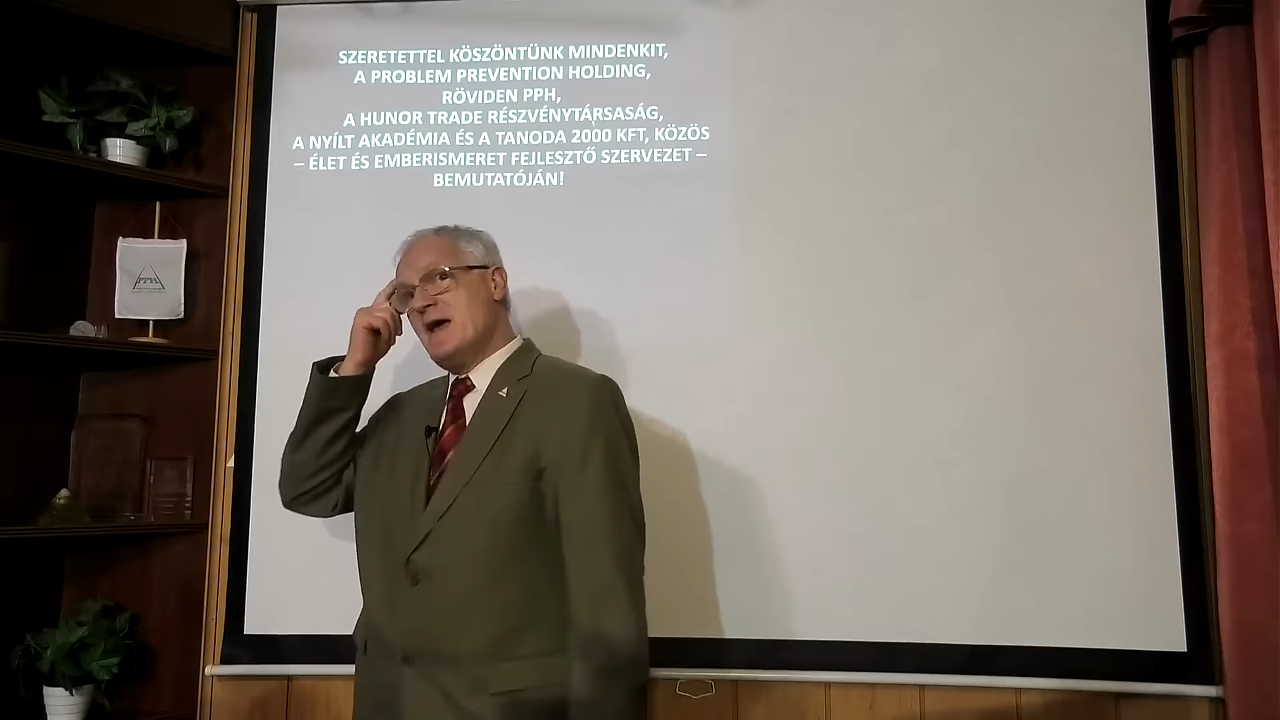 SZERETETTEL KÖSZÖNTÜNK MINDENKIT,
A PROBLEM PREVENTION HOLDING,
RÖVIDEN PPH,
A HUNOR TRADE RÉSZVÉNYTÁRSASÁG,
A NYÍLT AKADÉMIA ÉS A TANODA 2000 KFT, KÖZÖS
– ÉLET ÉS EMBERISMERET FEJLESZTŐ SZERVEZET –
BEMUTATÓJÁN!